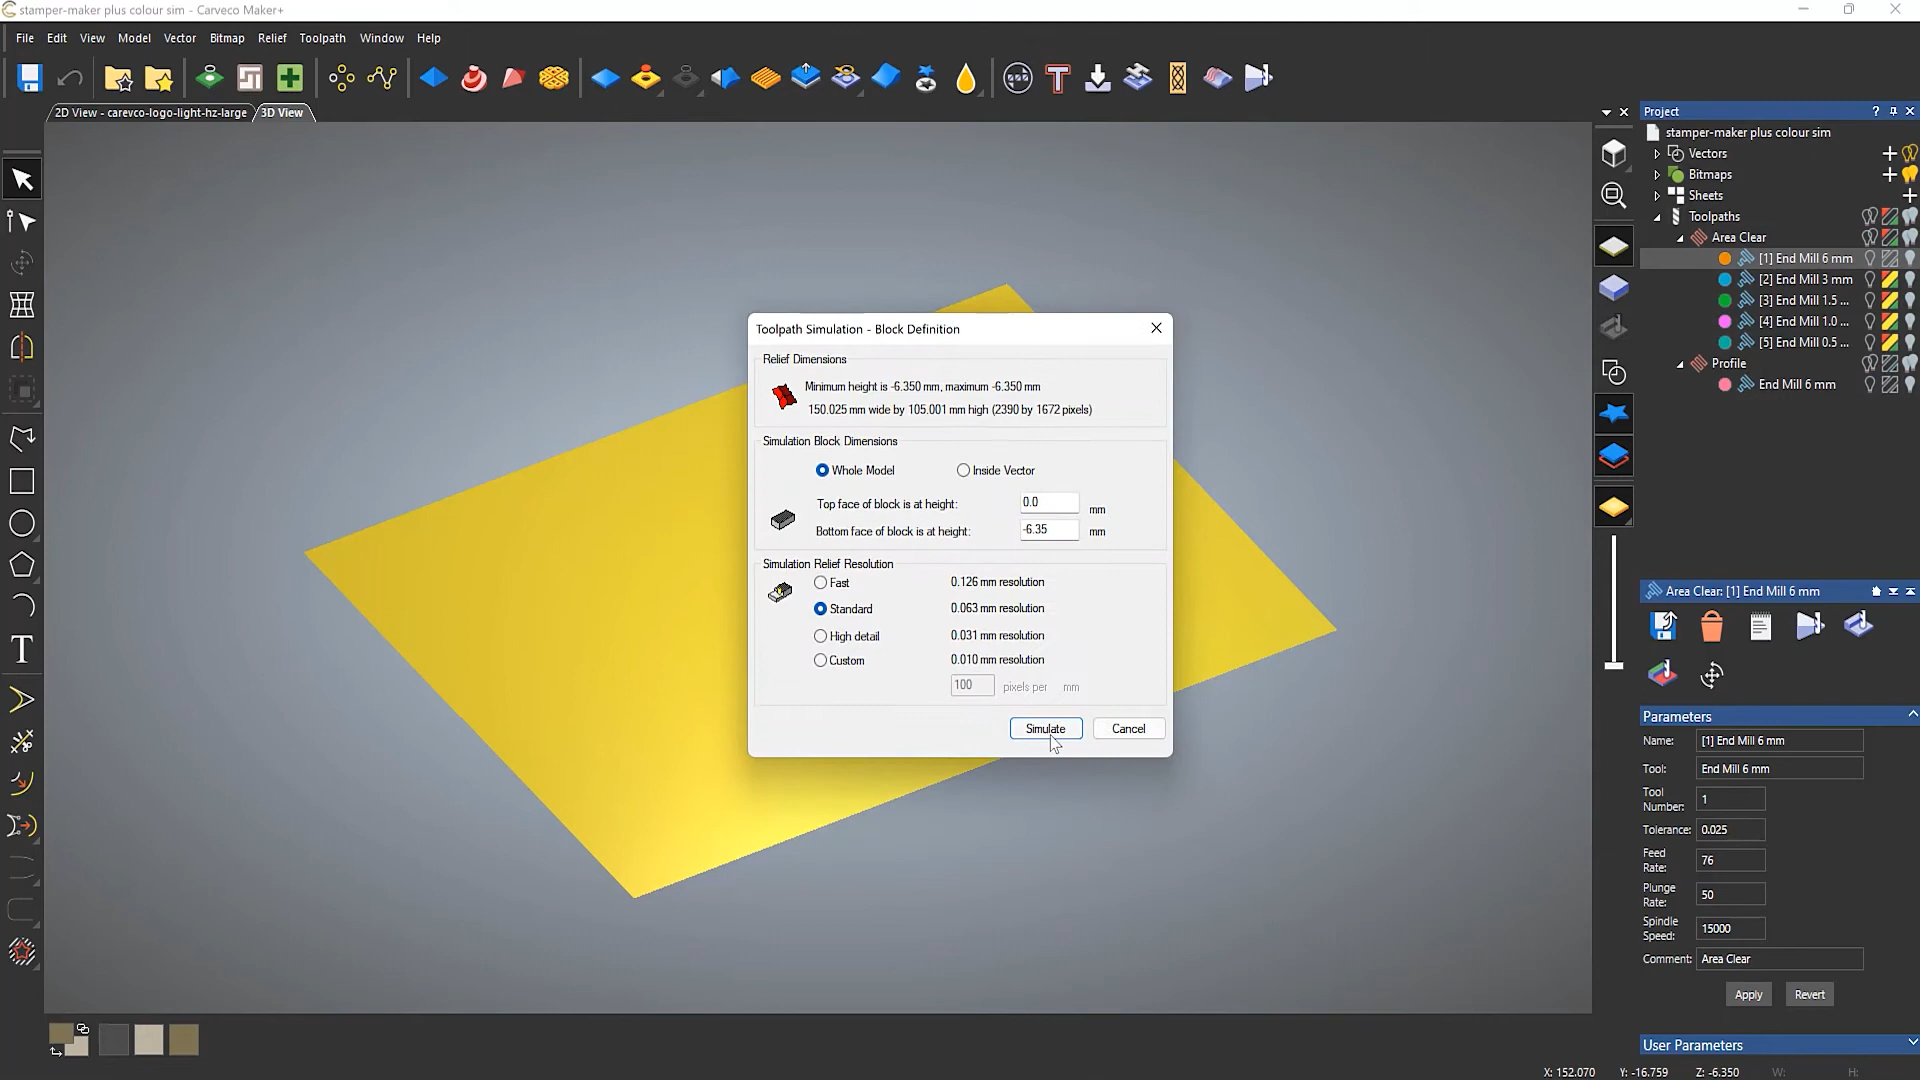 stamper-maker plus colour sim - Carveco Maker+
File Edit View Model Vector Bitmap Relief Toolpath Window Help
2D View - carevco-logo-light-hz-large 3D View
Project
stamper-maker plus colour sim
Vectors
Bitmaps
Sheets
Toolpaths
Area Clear
[1] End Mill 6 mm
[2] End Mill 3 mm
[3] End Mill 1.5 ...
[4] End Mill 1.0 ...
[5] End Mill 0.5 ...
Profile
End Mill 6 mm
Toolpath Simulation - Block Definition
Relief Dimensions
Minimum height is -6.350 mm, maximum -6.350 mm
150.025 mm wide by 105.001 mm high (2390 by 1672 pixels)
Simulation Block Dimensions
Whole Model Inside Vector
Top face of block is at height: 0.0 mm
Bottom face of block is at height: -6.35 mm
Simulation Relief Resolution
Fast 0.126 mm resolution
Standard 0.063 mm resolution
High detail 0.031 mm resolution
Custom 0.010 mm resolution
100 pixels per mm
Simulate Cancel
Area Clear: [1] End Mill 6 mm
Parameters
Name: [1] End Mill 6 mm
Tool: End Mill 6 mm
Tool Number: 1
Tolerance: 0.025
Feed Rate: 76
Plunge Rate: 50
Spindle Speed: 15000
Comment: Area Clear
Apply Revert
User Parameters
X: 152.070 Y: -16.759 Z: -6.350 W: H: